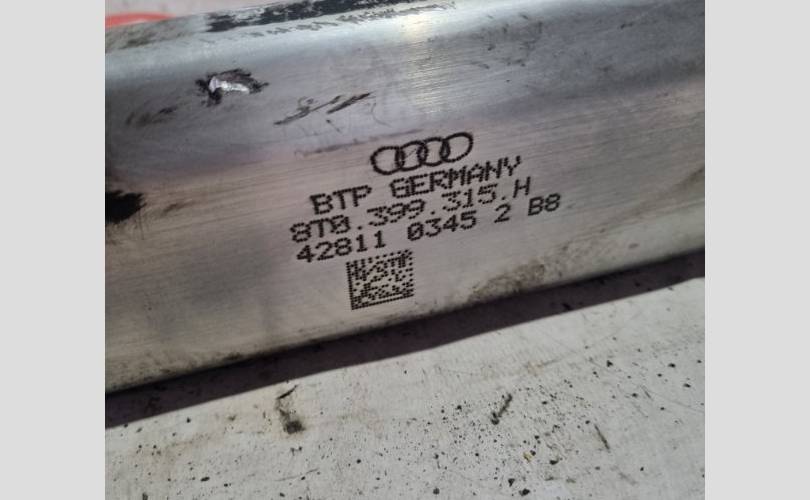 BTP GERMANY
8T0.399.315.H
42811 0345 2 B8